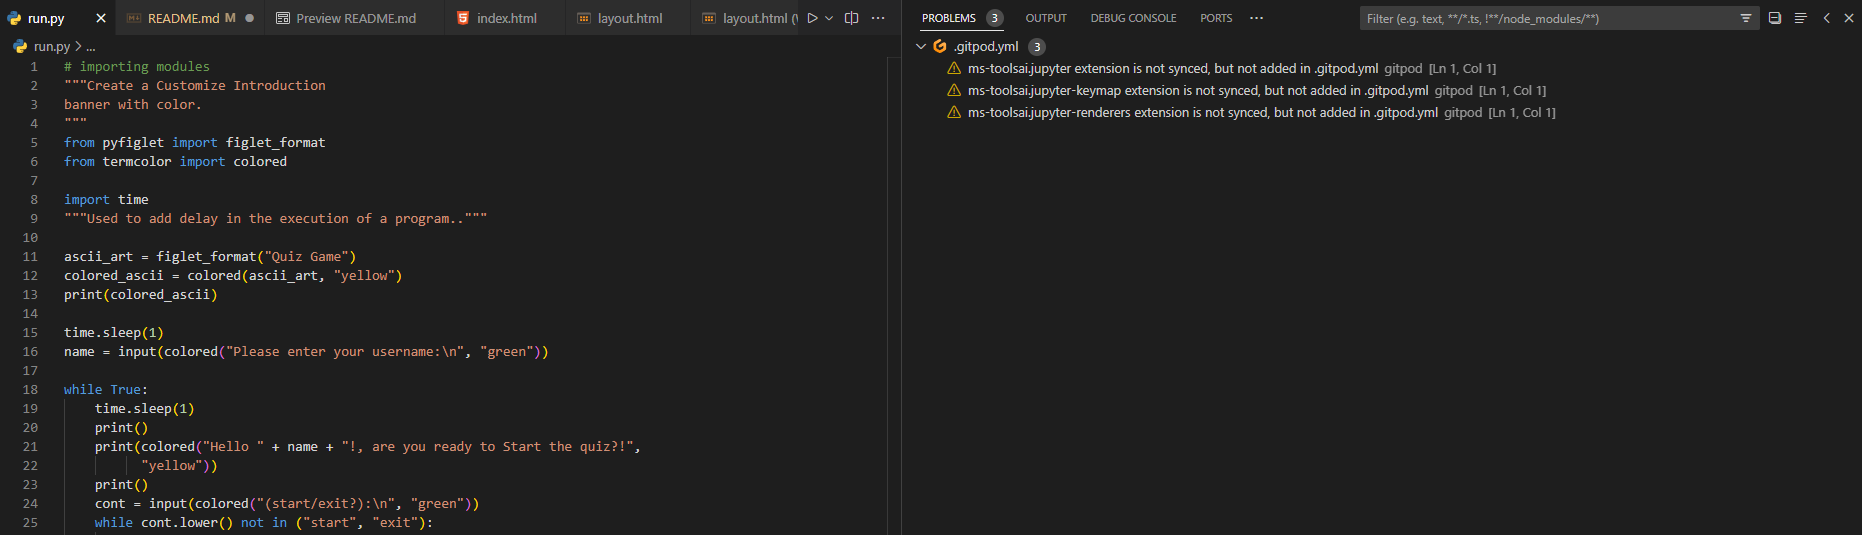 run.py
README.md M
Preview README.md
index.html
layout.html
layout.html (V
run.py > ...
1 # importing modules
2 """Create a Customize Introduction
3 banner with color.
4 """
5 from pyfiglet import figlet_format
6 from termcolor import colored
7
8 import time
9 """Used to add delay in the execution of a program.."""
10
11 ascii_art = figlet_format("Quiz Game")
12 colored_ascii = colored(ascii_art, "yellow")
13 print(colored_ascii)
14
15 time.sleep(1)
16 name = input(colored("Please enter your username:\n", "green"))
17
18 while True:
19 time.sleep(1)
20 print()
21 print(colored("Hello " + name + "!, are you ready to Start the quiz?!",
22 "yellow"))
23 print()
24 cont = input(colored("(start/exit?):\n", "green"))
25 while cont.lower() not in ("start", "exit"):
PROBLEMS 3
OUTPUT
DEBUG CONSOLE
PORTS
Filter (e.g. text, **/*.ts, !**/node_modules/**)
.gitpod.yml 3
ms-toolsai.jupyter extension is not synced, but not added in .gitpod.yml gitpod [Ln 1, Col 1]
ms-toolsai.jupyter-keymap extension is not synced, but not added in .gitpod.yml gitpod [Ln 1, Col 1]
ms-toolsai.jupyter-renderers extension is not synced, but not added in .gitpod.yml gitpod [Ln 1, Col 1]